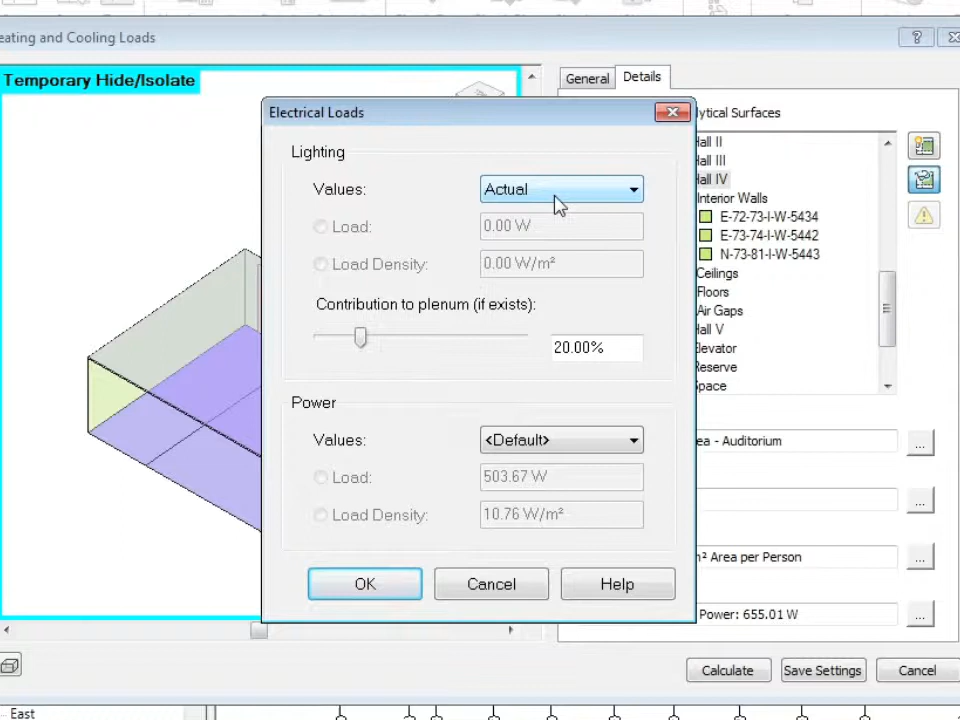 eating and Cooling Loads
Temporary Hide/Isolate
General
Details
Electrical Loads
lytical Surfaces
Lighting
Values:
Actual
Load:
0.00 W
Load Density:
0.00 W/m²
Contribution to plenum (if exists):
20.00%
Power
Values:
<Default>
Load:
503.67 W
Load Density:
10.76 W/m²
OK
Cancel
Help
Hall II
Hall III
Hall IV
Interior Walls
E-72-73-I-W-5434
E-73-74-I-W-5442
N-73-81-I-W-5443
Ceilings
Floors
Air Gaps
Hall V
Elevator
Reserve
Space
ea - Auditorium
...
...
m² Area per Person
...
Power: 655.01 W
...
Calculate
Save Settings
Cancel
East